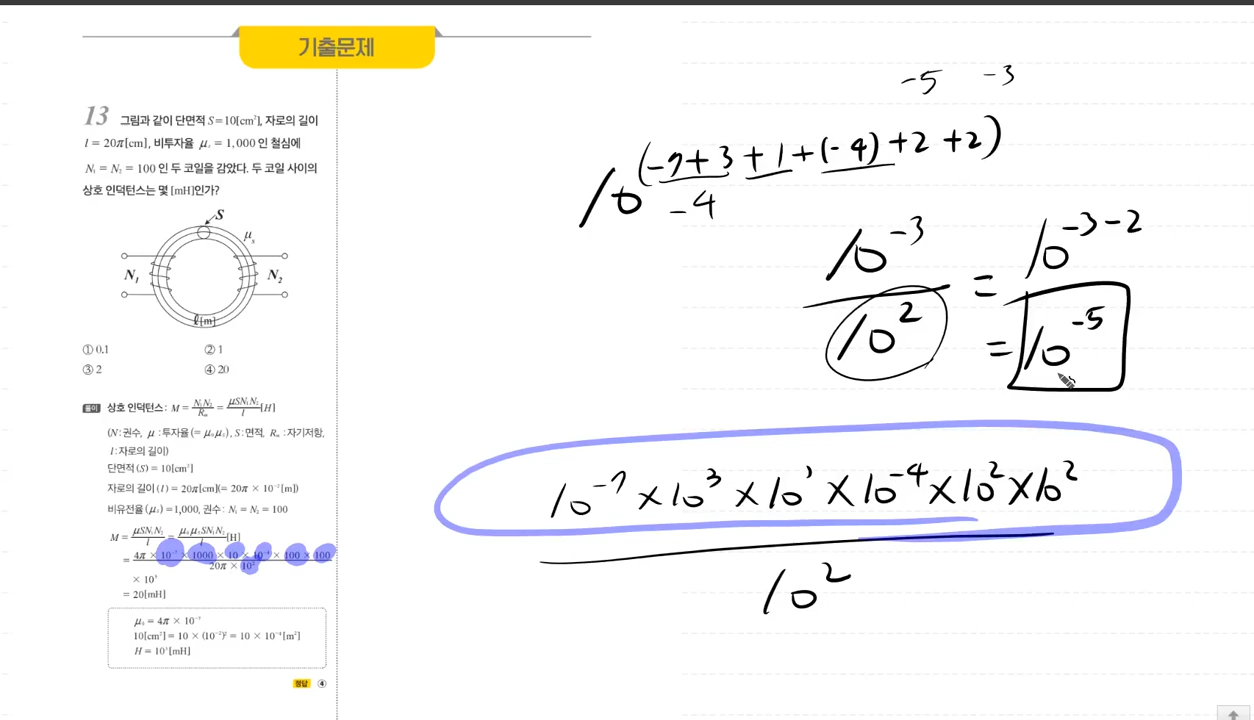 기출문제
13 그림과 같이 단면적 S=10[cm²], 자로의 길이
l = 20π[cm], 비투자율 μₛ = 1,000 인 철심에
N₁ = N₂ = 100 인 두 코일을 감았다. 두 코일 사이의
상호 인덕턴스는 몇 [mH]인가?
S
μₛ
N₁ N₂
ℓ[m]
① 0.1 ② 1
③ 2 ④ 20
풀이 상호 인덕턴스 : M = N₁N₂/Rₘ = μSN₁N₂/l [H]
(N : 권수, μ : 투자율(= μ₀μₛ), S : 면적, Rₘ : 자기저항,
l : 자로의 길이)
단면적 (S) = 10[cm²]
자로의 길이 (l) = 20π[cm](= 20π × 10⁻²[m])
비유전율 (μₛ) =1,000, 권수 : N₁ = N₂ = 100
M = μSN₁N₂/l = μ₀μₛSN₁N₂/l [H]
= 4π × 10⁻⁷ × 1000 × 10 × 10⁻⁴ × 100 × 100
20π × 10²
× 10³
= 20[mH]
μ₀ = 4π × 10⁻⁷
10[cm²] = 10 × (10⁻²)² = 10 × 10⁻⁴[m²]
H = 10³[mH]
정답 ④
-5 -3
10^(-7+3+1+(-4)+2+2)
-4
10⁻³/10² = 10⁻³⁻²
= 10⁻⁵
10⁻⁷ × 10³ × 10¹ × 10⁻⁴ × 10² × 10²
10²